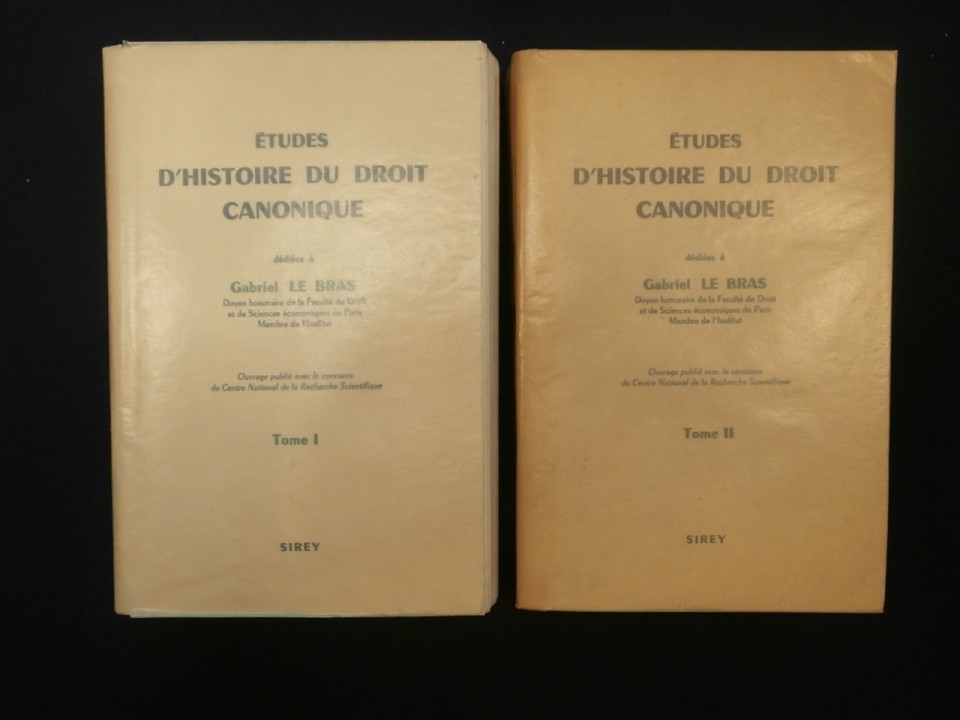 ÉTUDES
D'HISTOIRE DU DROIT
CANONIQUE
dédiées à
Gabriel LE BRAS
Doyen honoraire de la Faculté du Droit
et de Sciences économiques de Paris
Membre de l'Institut
Ouvrage publié avec le concours
du Centre National de la Recherche Scientifique
Tome I
SIREY
ÉTUDES
D'HISTOIRE DU DROIT
CANONIQUE
dédiées à
Gabriel LE BRAS
Doyen honoraire de la Faculté de Droit
et de Sciences économiques de Paris
Membre de l'Institut
Ouvrage publié avec le concours
du Centre National de la Recherche Scientifique
Tome II
SIREY